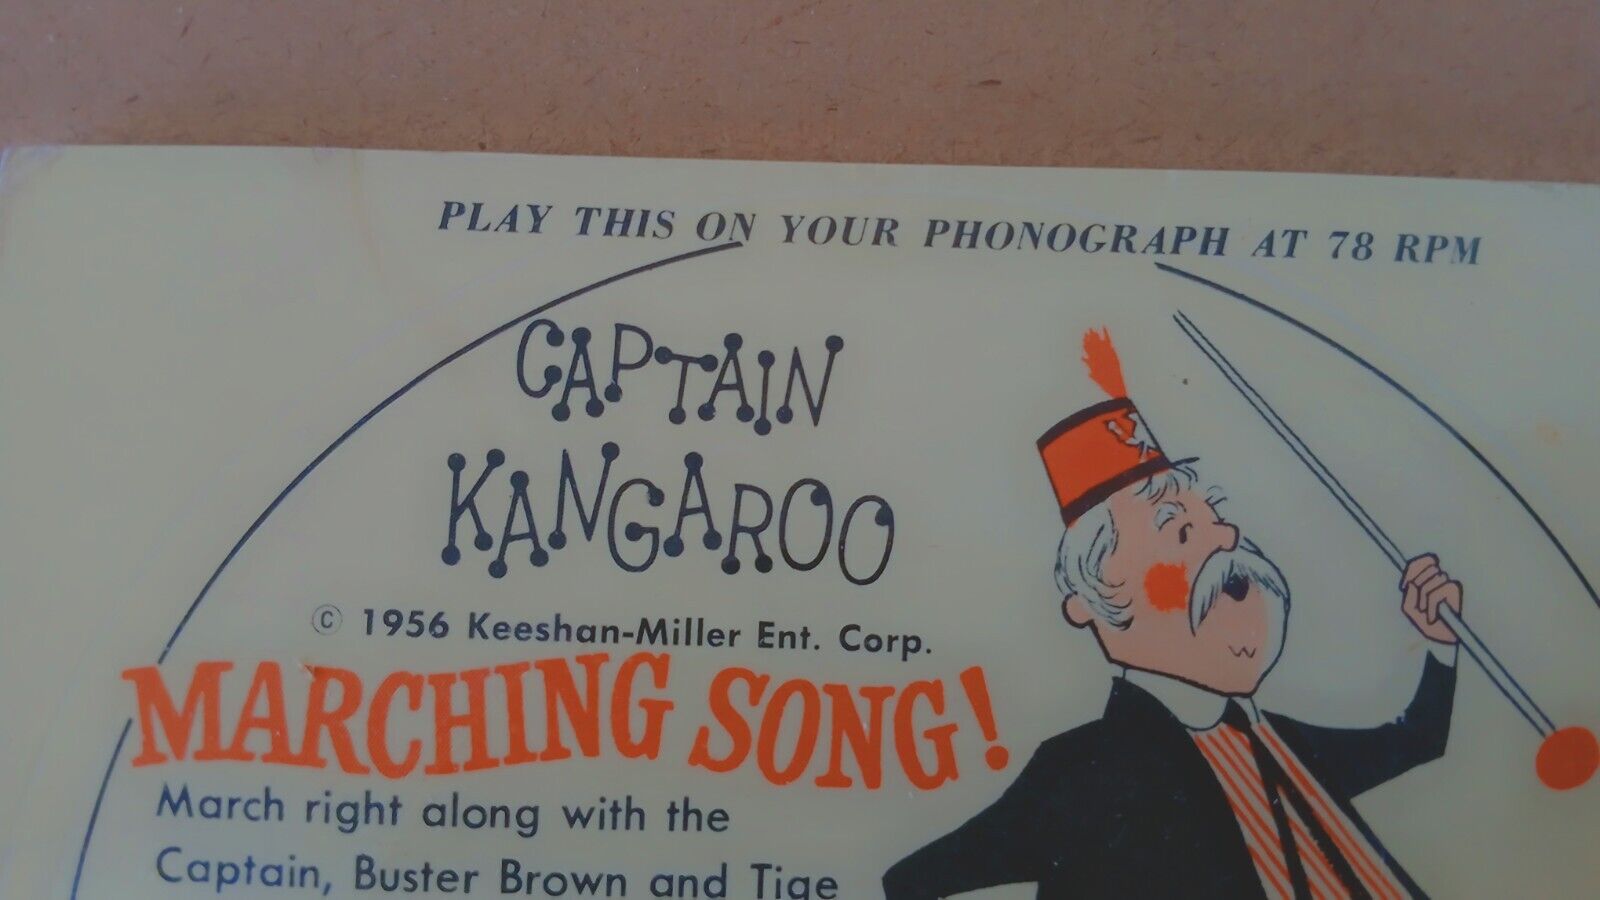 PLAY THIS ON YOUR PHONOGRAPH AT 78 RPM
CAPTAIN
KANGAROO
© 1956 Keeshan-Miller Ent. Corp.
MARCHING SONG!
March right along with the
Captain, Buster Brown and Tige